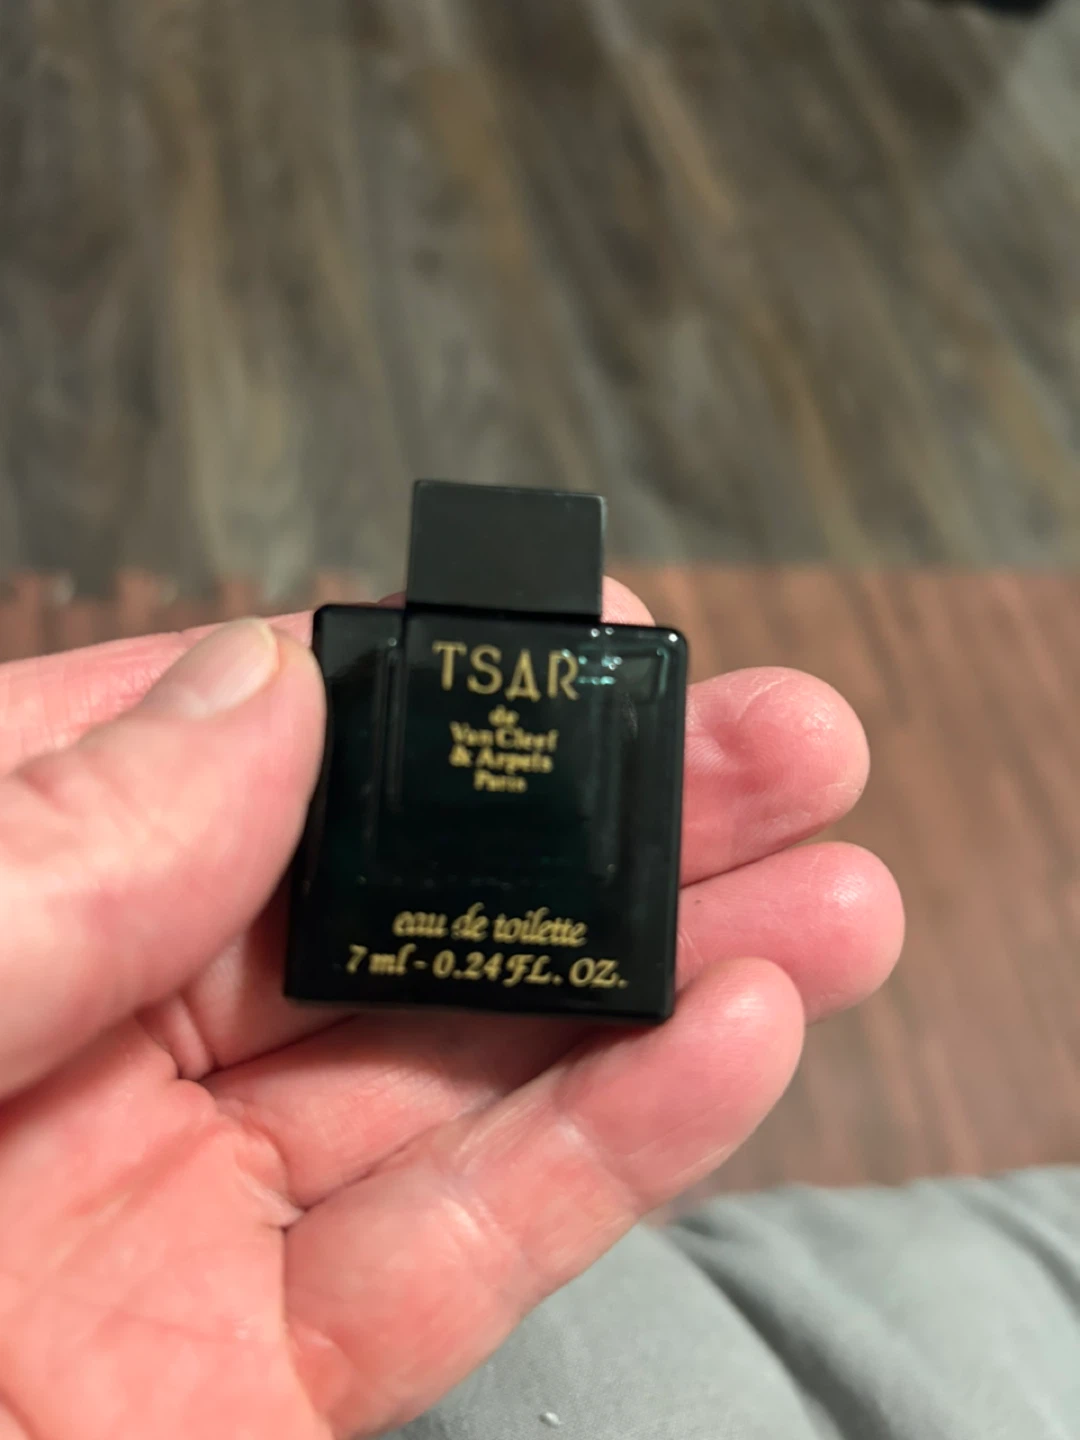 TSAR
de
Van Cleef
& Arpels
Paris
eau de toilette
7 ml - 0.24 FL. OZ.